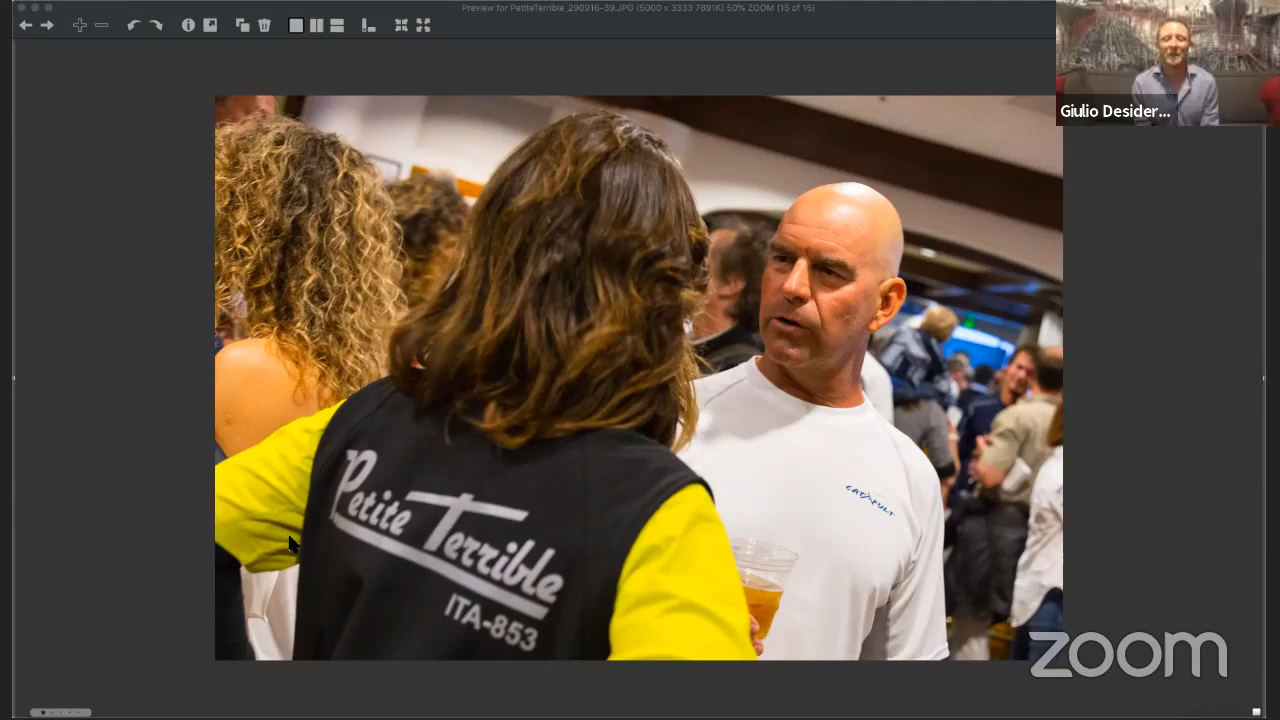 Preview for PetiteTerrible_290916-39.JPG (5000 x 3333 7891K) 50% ZOOM (15 of 15)
Giulio Desider...
CATAPULT
Petite Terrible
ITA-853
zoom